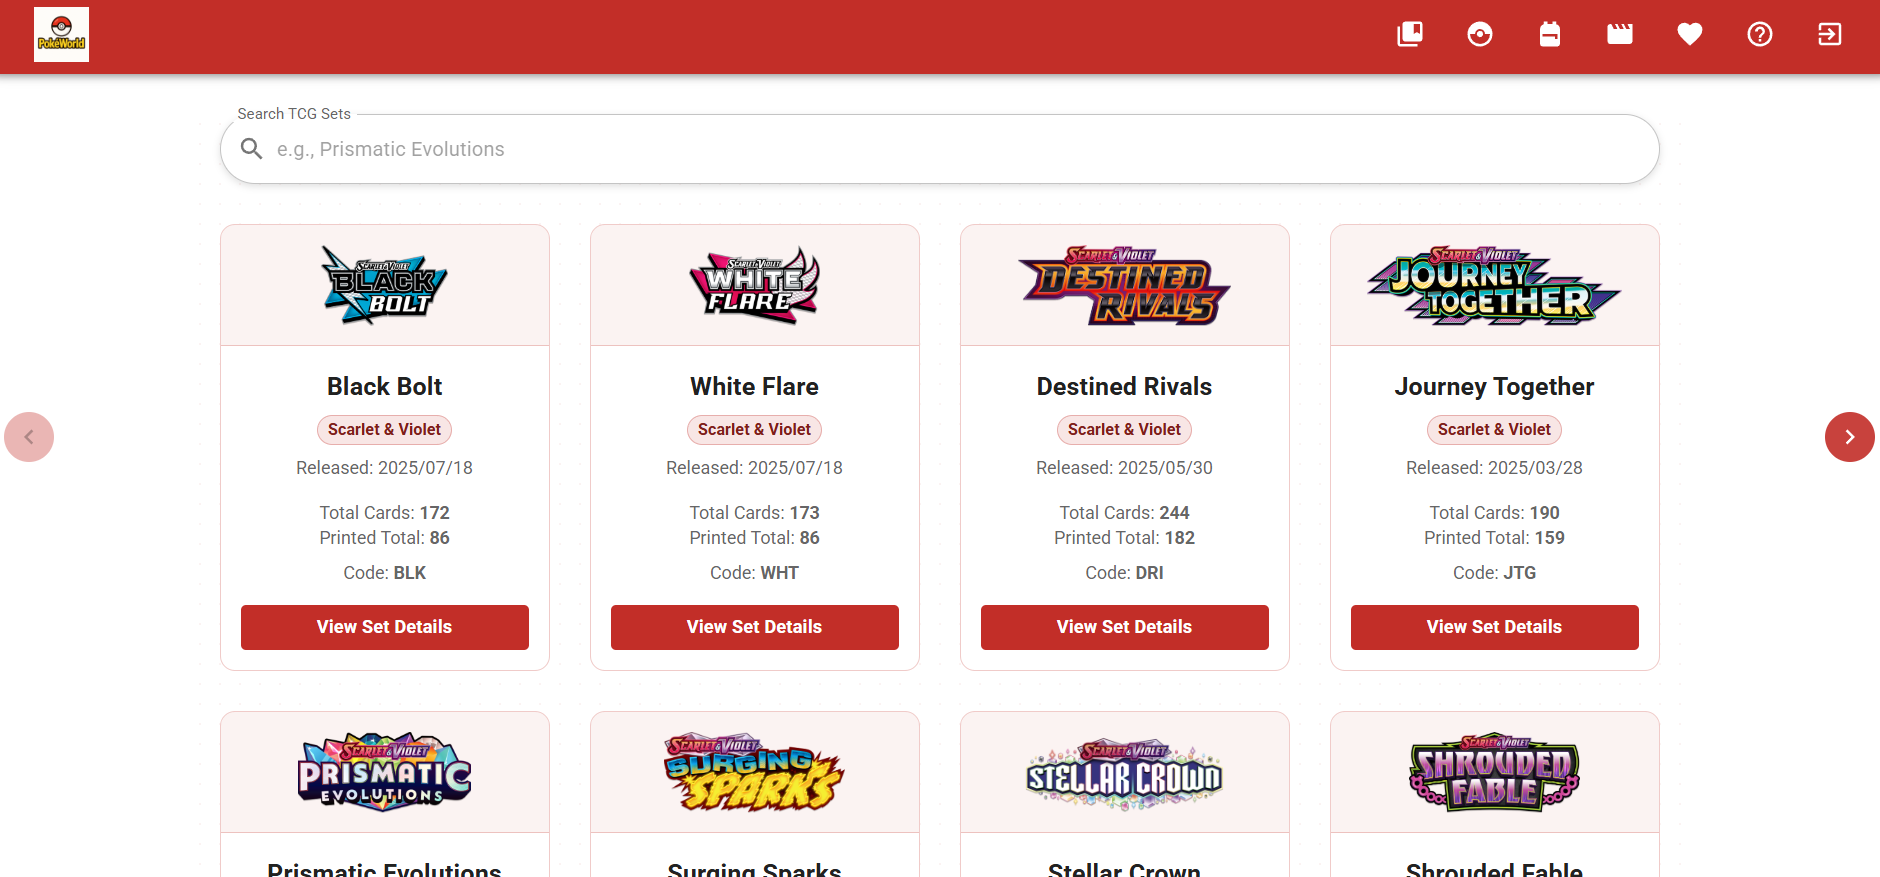 PokéWorld
Search TCG Sets
e.g., Prismatic Evolutions
SCARLET & VIOLET
BLACK
BOLT
SCARLET & VIOLET
WHITE
FLARE
SCARLET & VIOLET
DESTINED
RIVALS
SCARLET & VIOLET
JOURNEY
TOGETHER
Black Bolt
Scarlet & Violet
Released: 2025/07/18
Total Cards: 172
Printed Total: 86
Code: BLK
View Set Details
White Flare
Scarlet & Violet
Released: 2025/07/18
Total Cards: 173
Printed Total: 86
Code: WHT
View Set Details
Destined Rivals
Scarlet & Violet
Released: 2025/05/30
Total Cards: 244
Printed Total: 182
Code: DRI
View Set Details
Journey Together
Scarlet & Violet
Released: 2025/03/28
Total Cards: 190
Printed Total: 159
Code: JTG
View Set Details
SCARLET & VIOLET
PRISMATIC
EVOLUTIONS
SCARLET & VIOLET
SURGING
SPARKS
SCARLET & VIOLET
STELLAR CROWN
SCARLET & VIOLET
SHROUDED
FABLE
Prismatic Evolutions
Surging Sparks
Stellar Crown
Shrouded Fable